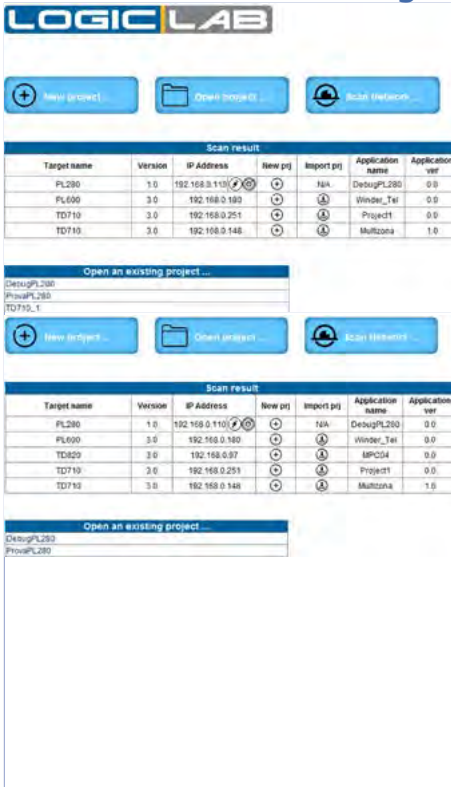 LOGIC LAB
New project ...
Open project ...
Scan Network ...
Scan result
Target name Version IP Address New prj Import prj Application name Application ver
PL280 1.0 192.168.0.110 N/A DebugPL280 0.0
PL600 3.0 192.168.0.180 Winder_Tel 0.0
TD710 3.0 192.168.0.251 Project1 0.0
TD710 3.0 192.168.0.148 Multizona 1.0
Open an existing project ...
DebugPL280
ProvaPL280
TD710_1
New project ...
Open project ...
Scan Network ...
Scan result
Target name Version IP Address New prj Import prj Application name Application ver
PL280 1.0 192.168.0.110 N/A DebugPL280 0.0
PL600 3.0 192.168.0.180 Winder_Tel 0.0
TD820 3.0 192.168.0.97 MPC04 0.0
TD710 3.0 192.168.0.251 Project1 0.0
TD710 3.0 192.168.0.148 Multizona 1.0
Open an existing project ...
DebugPL280
ProvaPL280